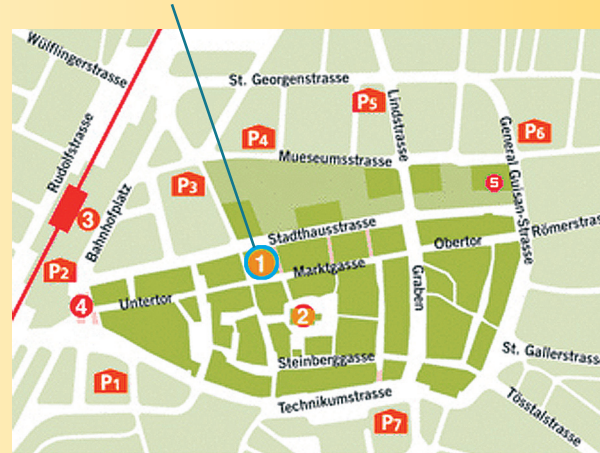 Wülflingerstrasse
St. Georgenstrasse
P5
Lindstrasse
P4
General Guisan-Strasse
P6
Rudolfstrasse
Mueseumsstrasse
P3
5
3
Bahnhofplatz
Stadthausstrasse
Römerstras
P2
1
Marktgasse
Obertor
Graben
4
Untertor
2
Steinberggasse
St. Gallerstrasse
P1
Technikumstrasse
P7
Tösstalstrasse